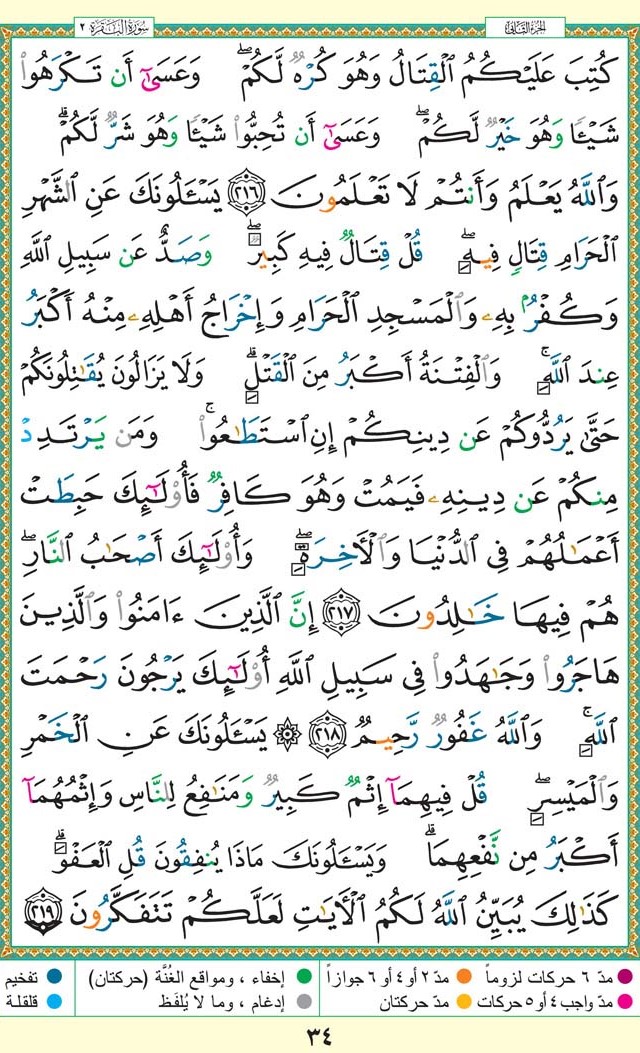 سُورَةُ البَقَرَة ٢ الجزء الثاني
كُتِبَ عَلَيْكُمُ ٱلْقِتَالُ وَهُوَ كُرْهٌ لَّكُمْ ۖ وَعَسَىٰٓ أَن تَكْرَهُوا۟
شَيْـًٔا وَهُوَ خَيْرٌ لَّكُمْ ۖ وَعَسَىٰٓ أَن تُحِبُّوا۟ شَيْـًٔا وَهُوَ شَرٌّ لَّكُمْ ۗ
وَٱللَّهُ يَعْلَمُ وَأَنتُمْ لَا تَعْلَمُونَ ٢١٦ يَسْـَٔلُونَكَ عَنِ ٱلشَّهْرِ
ٱلْحَرَامِ قِتَالٍ فِيهِ ۖ قُلْ قِتَالٌ فِيهِ كَبِيرٌ ۖ وَصَدٌّ عَن سَبِيلِ ٱللَّهِ
وَكُفْرٌۢ بِهِۦ وَٱلْمَسْجِدِ ٱلْحَرَامِ وَإِخْرَاجُ أَهْلِهِۦ مِنْهُ أَكْبَرُ
عِندَ ٱللَّهِ ۚ وَٱلْفِتْنَةُ أَكْبَرُ مِنَ ٱلْقَتْلِ ۗ وَلَا يَزَالُونَ يُقَـٰتِلُونَكُمْ
حَتَّىٰ يَرُدُّوكُمْ عَن دِينِكُمْ إِنِ ٱسْتَطَـٰعُوا۟ ۚ وَمَن يَرْتَدِدْ
مِنكُمْ عَن دِينِهِۦ فَيَمُتْ وَهُوَ كَافِرٌ فَأُو۟لَـٰٓئِكَ حَبِطَتْ
أَعْمَـٰلُهُمْ فِى ٱلدُّنْيَا وَٱلْـَٔاخِرَةِ ۖ وَأُو۟لَـٰٓئِكَ أَصْحَـٰبُ ٱلنَّارِ ۖ
هُمْ فِيهَا خَـٰلِدُونَ ٢١٧ إِنَّ ٱلَّذِينَ ءَامَنُوا۟ وَٱلَّذِينَ
هَاجَرُوا۟ وَجَـٰهَدُوا۟ فِى سَبِيلِ ٱللَّهِ أُو۟لَـٰٓئِكَ يَرْجُونَ رَحْمَتَ
ٱللَّهِ ۚ وَٱللَّهُ غَفُورٌ رَّحِيمٌ ٢١٨ ۞ يَسْـَٔلُونَكَ عَنِ ٱلْخَمْرِ
وَٱلْمَيْسِرِ ۖ قُلْ فِيهِمَآ إِثْمٌ كَبِيرٌ وَمَنَـٰفِعُ لِلنَّاسِ وَإِثْمُهُمَآ
أَكْبَرُ مِن نَّفْعِهِمَا ۗ وَيَسْـَٔلُونَكَ مَاذَا يُنفِقُونَ قُلِ ٱلْعَفْوَ ۗ
كَذَٰلِكَ يُبَيِّنُ ٱللَّهُ لَكُمُ ٱلْـَٔايَـٰتِ لَعَلَّكُمْ تَتَفَكَّرُونَ ٢١٩
مدّ ٦ حركات لزوماً مدّ ٢ أو ٤ أو ٦ جوازاً إخفاء ، ومواقع الغُنَّة (حركتان) تفخيم
مدّ واجب ٤ أو ٥ حركات مدّ حركتان إدغام ، وما لا يُلفَظ قلقلة
٣٤